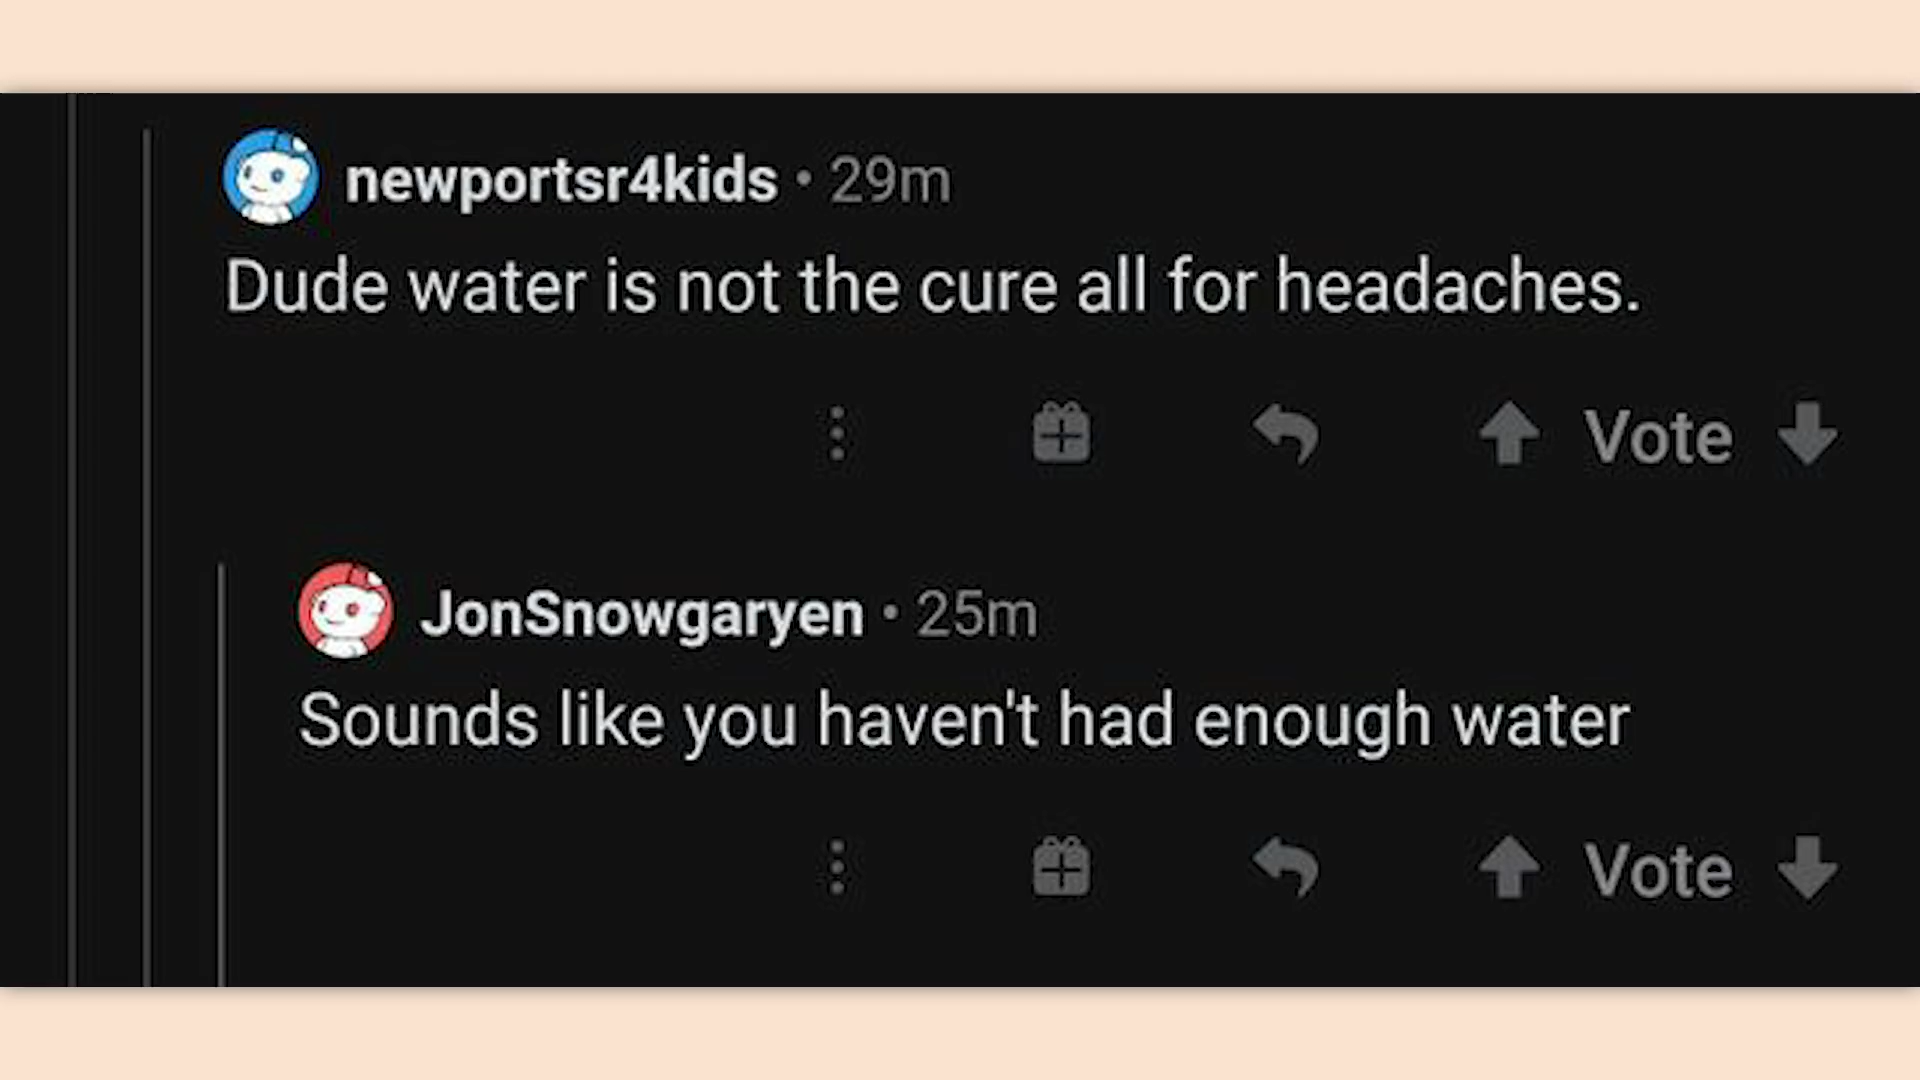 newportsr4kids • 29m
Dude water is not the cure all for headaches.
Vote
JonSnowgaryen • 25m
Sounds like you haven't had enough water
Vote